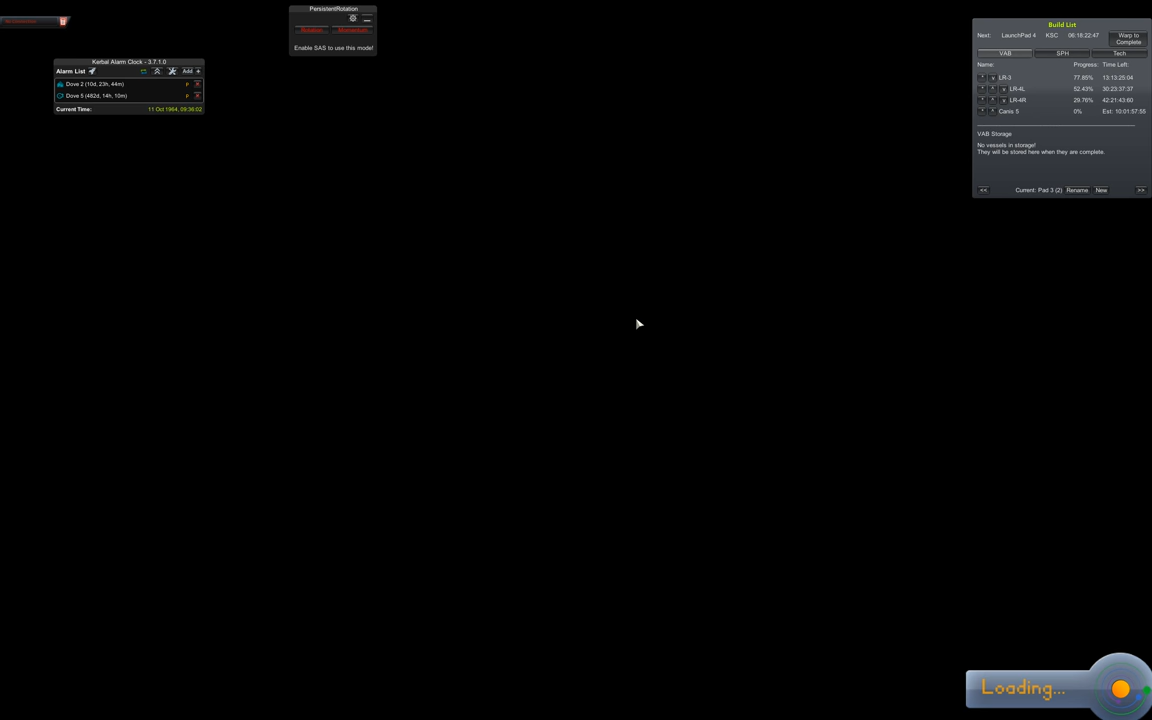 PersistentRotation
Rotation Momentum
Enable SAS to use this mode!
Kerbal Alarm Clock - 3.7.1.0
Alarm List Add +
Dove 2 (10d, 23h, 44m) P
Dove 5 (482d, 14h, 10m) P
Current Time: 11 Oct 1964, 09:36:02
Build List
Next: LaunchPad 4 KSC 06:18:22:47 Warp to Complete
VAB SPH Tech
Name: Progress: Time Left:
^ v LR-3 77.85% 13:13:25:04
^ ^ v LR-4L 52.43% 30:23:37:37
^ ^ v LR-4R 29.76% 42:21:43:60
^ ^ Canis 5 0% Est: 10:01:57:55
VAB Storage
No vessels in storage!
They will be stored here when they are complete.
<< Current: Pad 3 (2) Rename New >>
Loading...